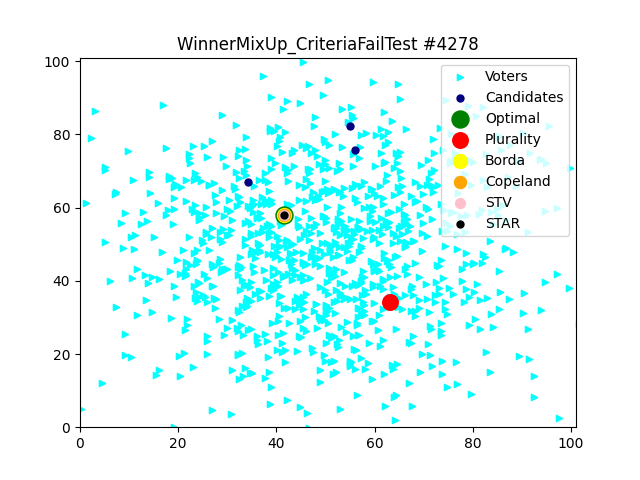 WinnerMixUp_CriteriaFailTest #4278
100
80
60
40
20
0
0
20
40
60
80
100
Voters
Candidates
Optimal
Plurality
Borda
Copeland
STV
STAR